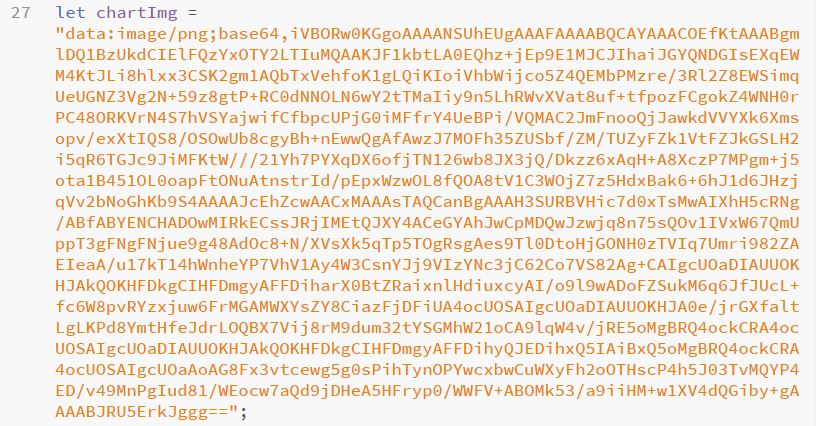 27 let chartImg =
"data:image/png;base64,iVBORw0KGgoAAAANSUhEUgAAAFAAAABQCAYAAACOEfKtAAABgm
lDQ1BzUkdCIElFQzYxOTY2LTIuMQAAKJF1kbtLA0EQhz+jEp9E1MJCJIhaiJGYQNDGIsEXqEW
M4KtJLi8hlxx3CSK2gm1AQbTxVehfoK1gLQiKIoiVhbWijco5Z4QEMbPMzre/3Rl2Z8EWSimq
UeUGNZ3Vg2N+59z8gtP+RC0dNNOLN6wY2tTMaIiy9n5LhRWvXVat8uf+tfpozFCgokZ4WNH0r
PC48ORKVrN4S7hVSYajwifCfbpcUPjG0iMFfrY4UeBPi/VQMAC2JmFnooQjJawkdVVYXk6Xms
opv/exXtIQS8/OSOwUb8cgyBh+nEwwQgAfAwzJ7MOFh35ZUSbf/ZM/TUZyFZk1VtFZJkGSLH2
i5qR6TGJc9JiMFKtW///21Yh7PYXqDX6ofjTN126wb8JX3jQ/Dkzz6xAqH+A8XczP7MPgm+j5
ota1B451OL0oapFtONuAtnstrId/pEpxWzwOL8fQOA8tV1C3WOjZ7z5HdxBak6+6hJ1d6JHzj
qVv2bNoGhKb9S4AAAAJcEhZcwAACxMAAAsTAQCanBgAAAH3SURBVHic7d0xTsMwAIXhH5cRNg
/ABfABYENCHADOwMIRkECssJRjIMEtQJXY4ACeGYAhJwCpMDQwJzwjq8n75sQOv1IVxW67QmU
ppT3gFNgFNjue9g48AdOc8+N/XVsXk5qTp5TOgRsgAes9Tl0DtoHjGONH0zTVIq7Umri982ZA
EIeaA/u17kT14hWnheYP7VhV1Ay4W3CsnYJj9VIzYNc3jC62Co7VS82Ag+CAIgcUOaDIAUUOK
HJAkQOKHFDkgCIHFDmgyAFFDiharX0BtZRaixnlHdiuxcyAI/o9l9wADoFZSukM6q6JfJUcL+
fc6W8pvRYzxjuw6FrMGAMWXYsZY8CiazFjDFiUA4ocUOSAIgcUOaDIAUUOKHJA0e/jrGXfalt
LgLKPd8YmtHfeJdrLOQBX7Vij8rM9dum32tYSGMhW21oCA9lqW4v/jRE5oMgBRQ4ockCRA4oc
UOSAIgcUOaDIAUUOKHJAkQOKHFDkgCIHFDmgyAFFDihyQJEDihxQ5IAiBxQ5oMgBRQ4ockCRA
4ocUOSAIgcUOaAoAG8Fx3vtcewg5g0sPihTynOPYwcxbwCuWXyFh2oOTHscP4h5J03TvMQYP4
ED/v49MnPgIud81/WEocw7aQd9jDHeA5HFryp0/WWFV+ABOMk53/a9iiHM+w1XV4dQGiby+gA
AAABJRU5ErkJggg==";